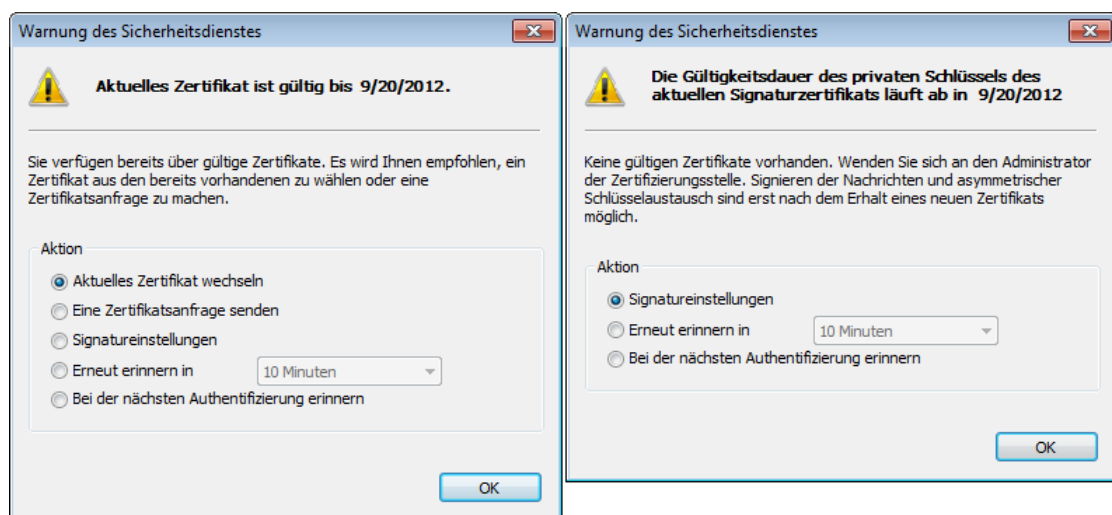 Warnung des Sicherheitsdienstes
Aktuelles Zertifikat ist gültig bis 9/20/2012.
Sie verfügen bereits über gültige Zertifikate. Es wird Ihnen empfohlen, ein
Zertifikat aus den bereits vorhandenen zu wählen oder eine
Zertifikatsanfrage zu machen.
Aktion
Aktuelles Zertifikat wechseln
Eine Zertifikatsanfrage senden
Signatureinstellungen
Erneut erinnern in 10 Minuten
Bei der nächsten Authentifizierung erinnern
OK
Warnung des Sicherheitsdienstes
Die Gültigkeitsdauer des privaten Schlüssels des
aktuellen Signaturzertifikats läuft ab in 9/20/2012
Keine gültigen Zertifikate vorhanden. Wenden Sie sich an den Administrator
der Zertifizierungsstelle. Signieren der Nachrichten und asymmetrischer
Schlüsselaustausch sind erst nach dem Erhalt eines neuen Zertifikats
möglich.
Aktion
Signatureinstellungen
Erneut erinnern in 10 Minuten
Bei der nächsten Authentifizierung erinnern
OK